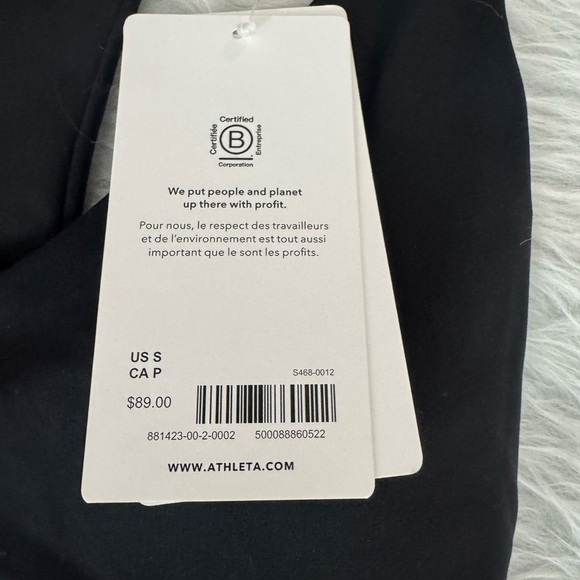 Certified
Certifiée
B
Entreprise
Corporation
We put people and planet
up there with profit.
Pour nous, le respect des travailleurs
et de l'environnement est tout aussi
important que le sont les profits.
US S
CA P
S468-0012
$89.00
881423-00-2-0002 500088860522
WWW.ATHLETA.COM